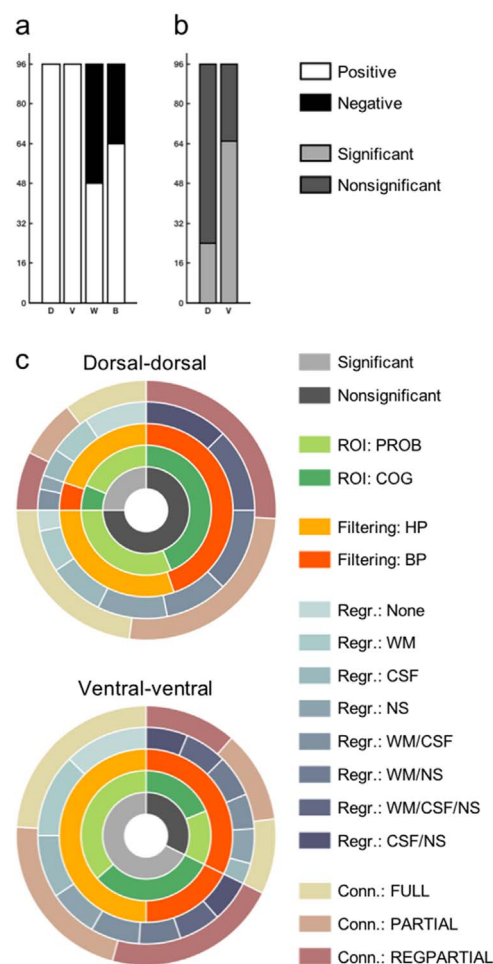 a
b
96
80
64
48
32
16
0
D V W B
96
80
64
48
32
16
0
D V
Positive
Negative
Significant
Nonsignificant
c
Dorsal-dorsal
Ventral-ventral
Significant
Nonsignificant
ROI: PROB
ROI: COG
Filtering: HP
Filtering: BP
Regr.: None
Regr.: WM
Regr.: CSF
Regr.: NS
Regr.: WM/CSF
Regr.: WM/NS
Regr.: WM/CSF/NS
Regr.: CSF/NS
Conn.: FULL
Conn.: PARTIAL
Conn.: REGPARTIAL